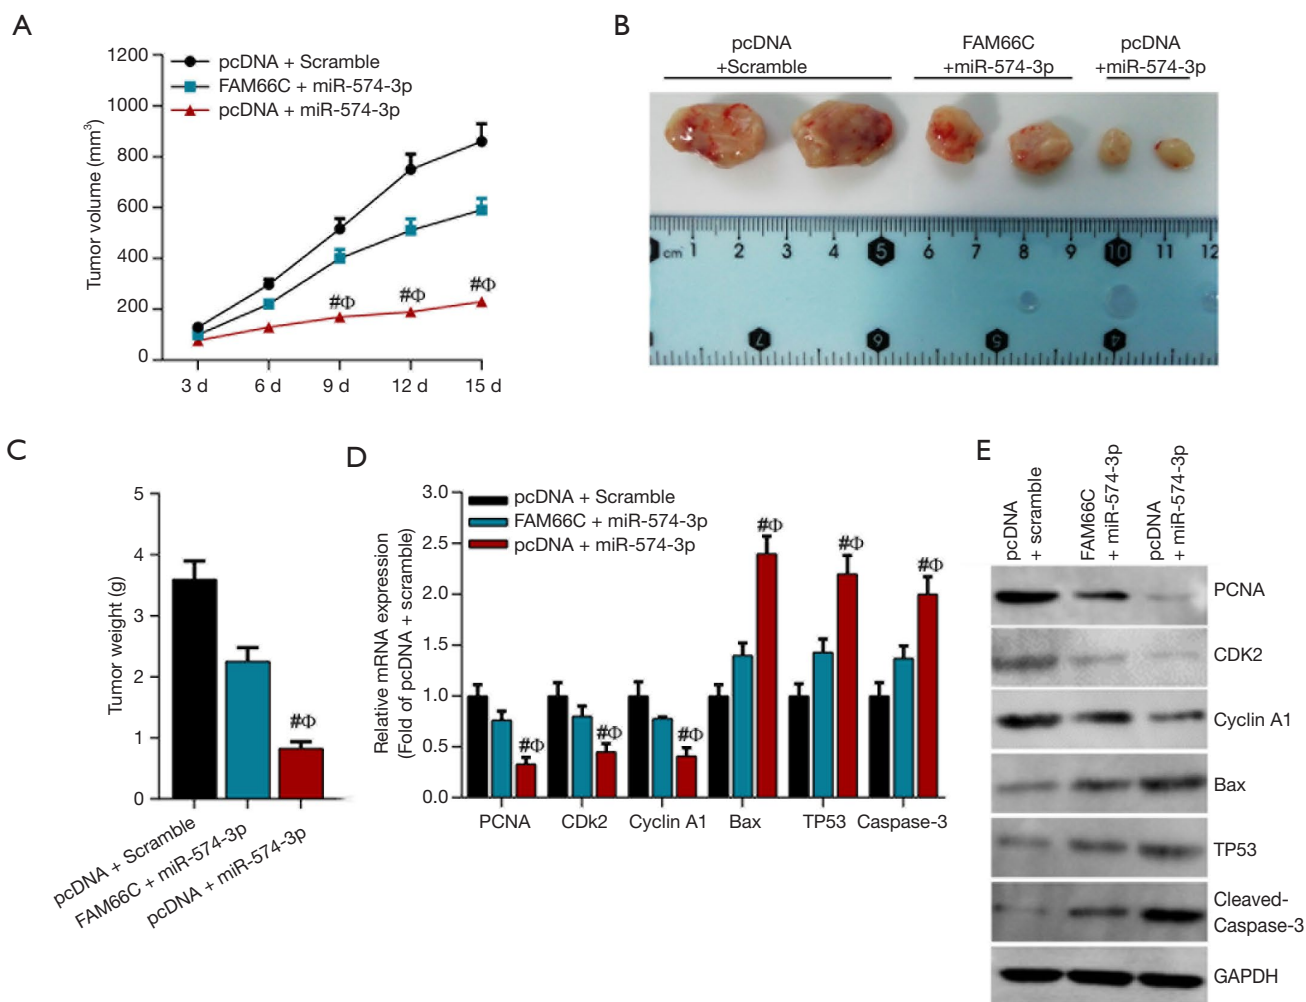 A
1200
1000
800
600
400
200
0
Tumor volume (mm³)
pcDNA + Scramble
FAM66C + miR-574-3p
pcDNA + miR-574-3p
#Φ
#Φ
#Φ
3 d
6 d
9 d
12 d
15 d
B
pcDNA
+Scramble
FAM66C
+miR-574-3p
pcDNA
+miR-574-3p
cm 1 2 3 4 5 6 7 8 9 10 11 12
7 6 5 4
C
5
4
3
2
1
0
Tumor weight (g)
#Φ
pcDNA + Scramble
FAM66C + miR-574-3p
pcDNA + miR-574-3p
D
3.0
2.5
2.0
1.5
1.0
0.5
0.0
Relative mRNA expression
(Fold of pcDNA + scramble)
pcDNA + Scramble
FAM66C + miR-574-3p
pcDNA + miR-574-3p
#Φ
#Φ
#Φ
#Φ
#Φ
#Φ
PCNA
CDk2
Cyclin A1
Bax
TP53
Caspase-3
E
pcDNA
+ scramble
FAM66C
+ miR-574-3p
pcDNA
+ miR-574-3p
PCNA
CDK2
Cyclin A1
Bax
TP53
Cleaved-
Caspase-3
GAPDH